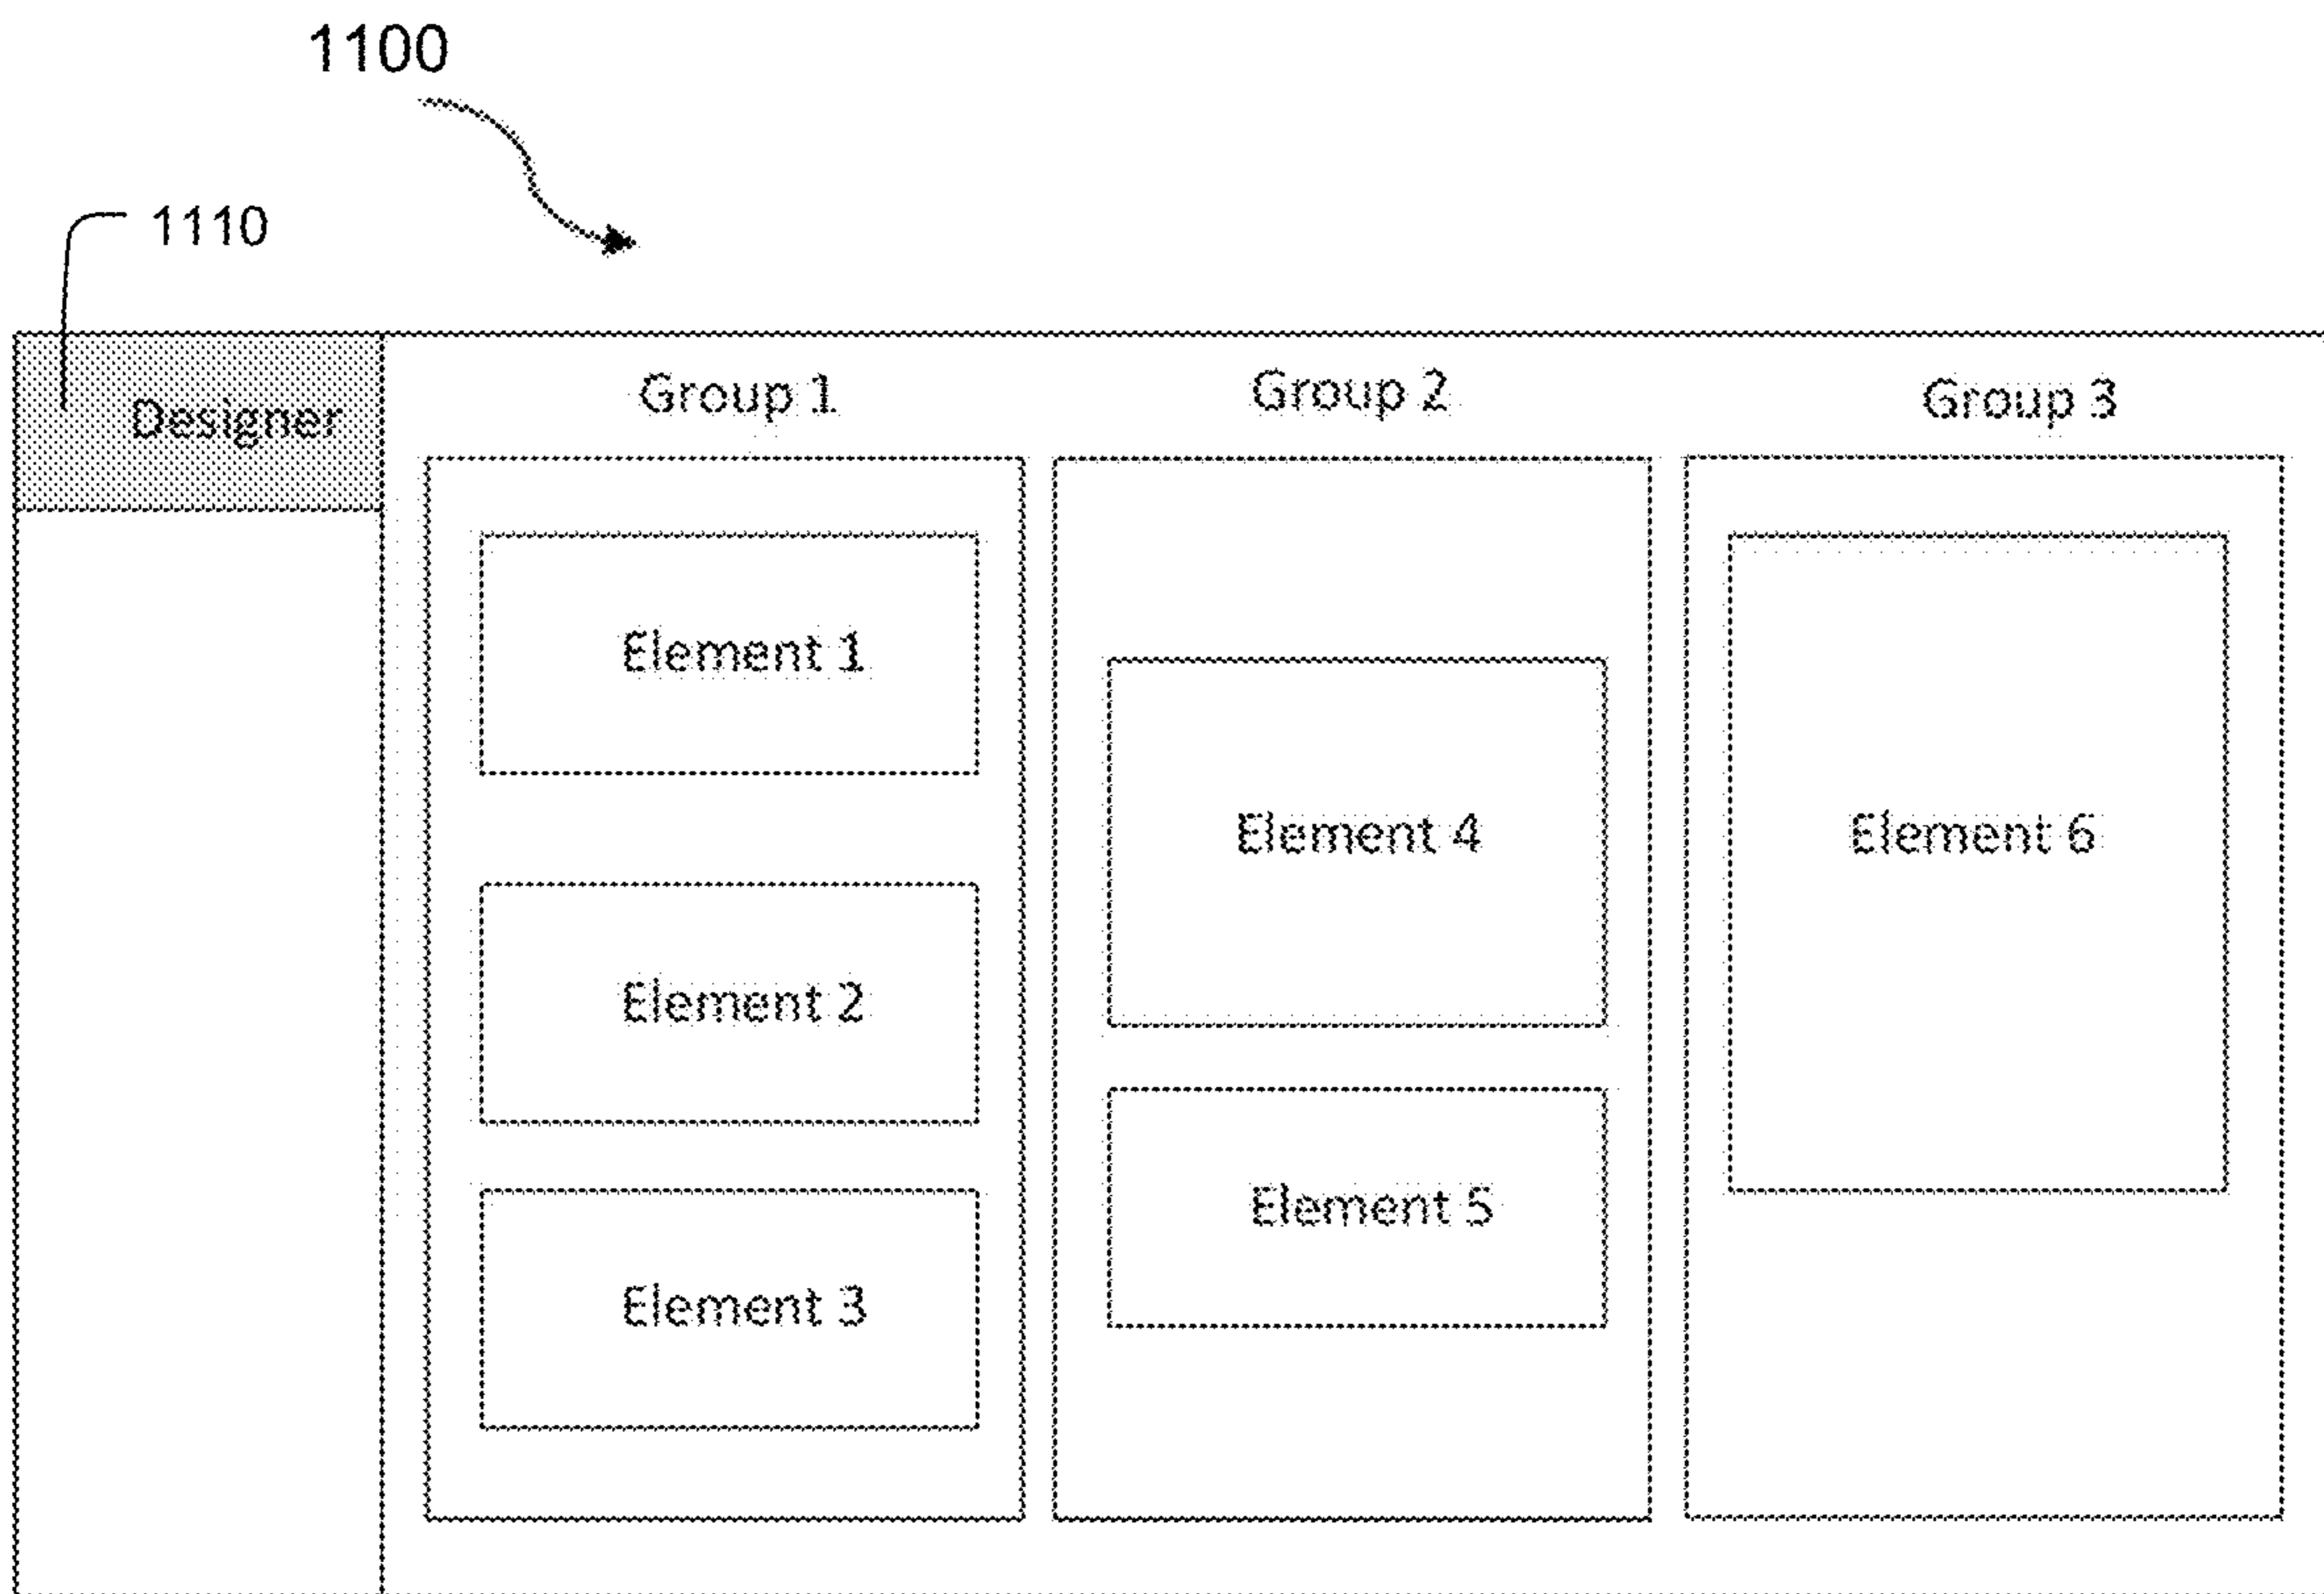 1100
1110
Designer
Group 1
Group 2
Group 3
Element 1
Element 2
Element 3
Element 4
Element 5
Element 6